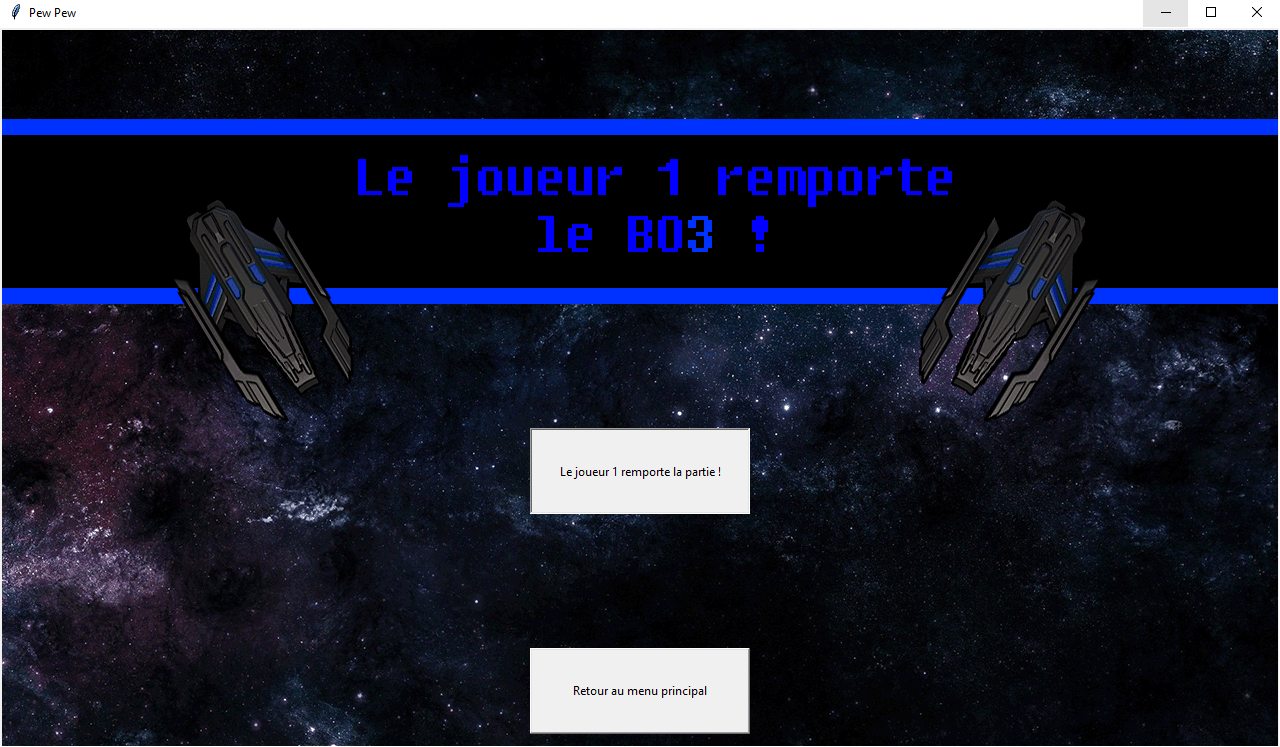 Pew Pew
Le joueur 1 remporte
le BO3 !
Le joueur 1 remporte la partie !
Retour au menu principal